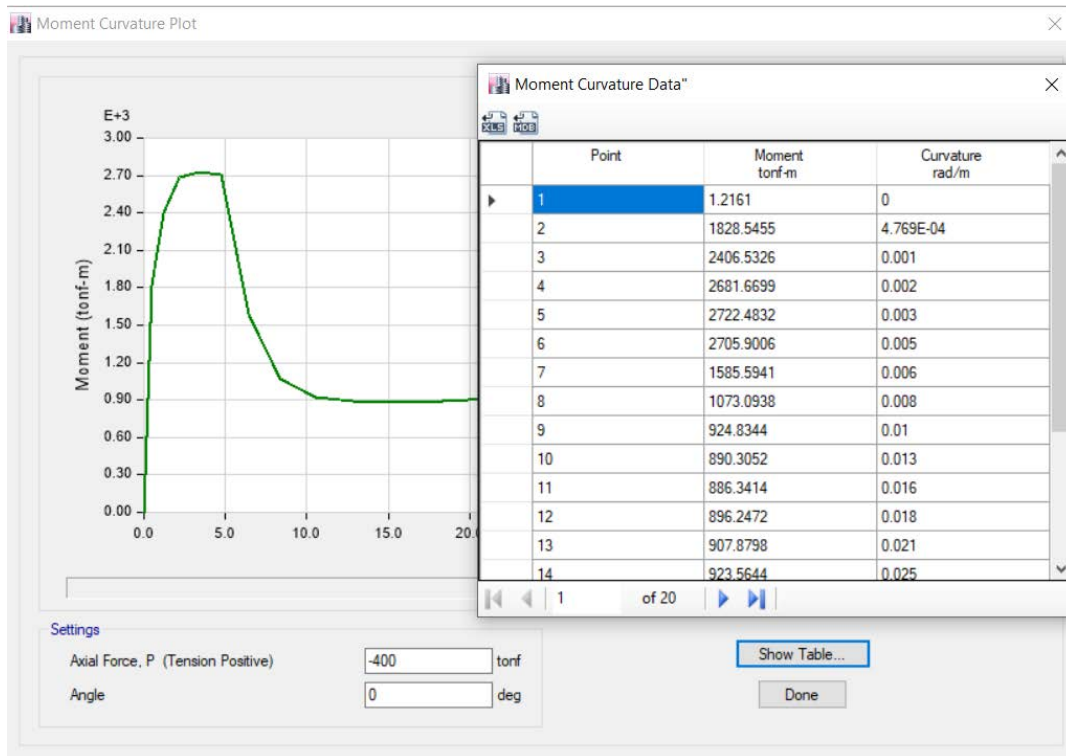 Moment Curvature Plot
Moment Curvature Data"
XLS MDB
Point Moment tonf-m Curvature rad/m
1 1.2161 0
2 1828.5455 4.769E-04
3 2406.5326 0.001
4 2681.6699 0.002
5 2722.4832 0.003
6 2705.9006 0.005
7 1585.5941 0.006
8 1073.0938 0.008
9 924.8344 0.01
10 890.3052 0.013
11 886.3414 0.016
12 896.2472 0.018
13 907.8798 0.021
14 923.5644 0.025
1 of 20
E+3
3.00
2.70
2.40
2.10
1.80
1.50
1.20
0.90
0.60
0.30
0.00
Moment (tonf-m)
0.0 5.0 10.0 15.0 20.
Settings
Axial Force, P (Tension Positive) -400 tonf
Angle 0 deg
Show Table...
Done